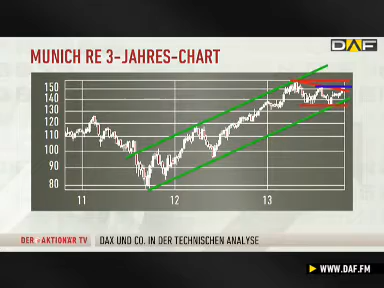 DAF
MUNICH RE 3-JAHRES-CHART
150
140
130
120
110
100
90
80
11
12
13
DER AKTIONÄR TV
DAX UND CO. IN DER TECHNISCHEN ANALYSE
WWW.DAF.FM